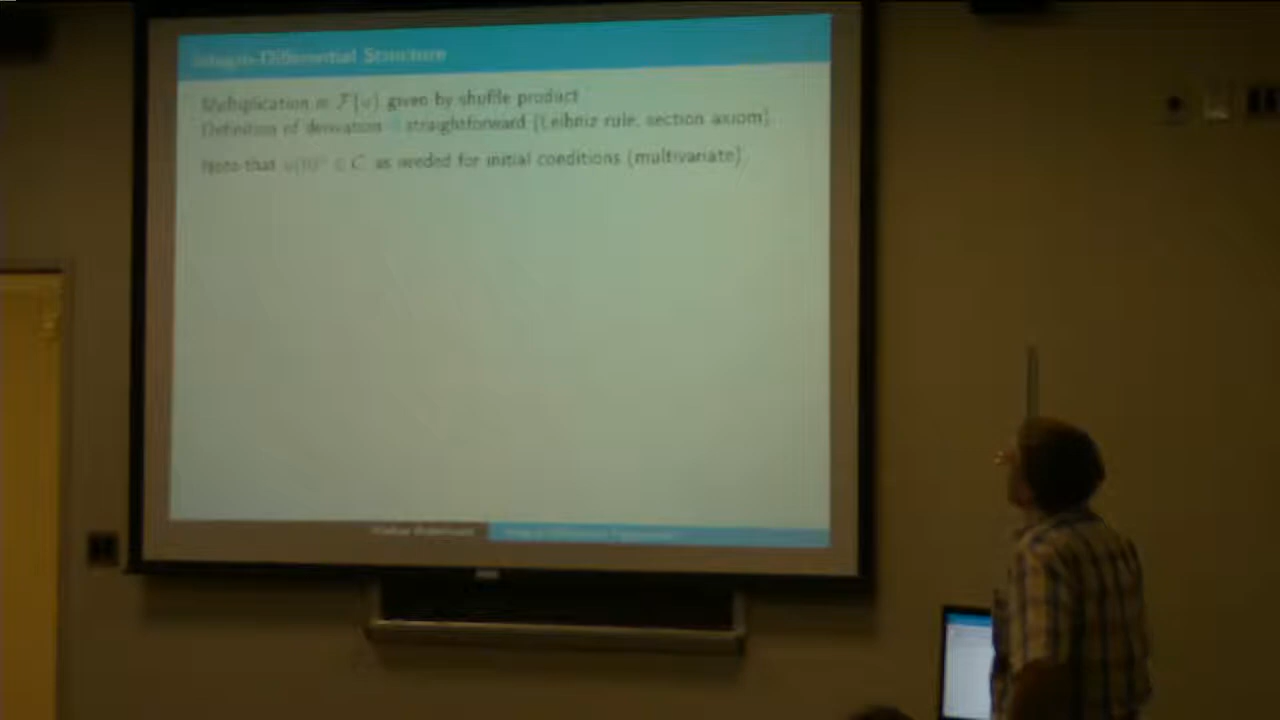 Integro-Differential Structure
Multiplication in F{u} given by shuffle product
Definition of derivation straightforward (Leibniz rule, section axiom).
Note that as needed for initial conditions (multivariate)